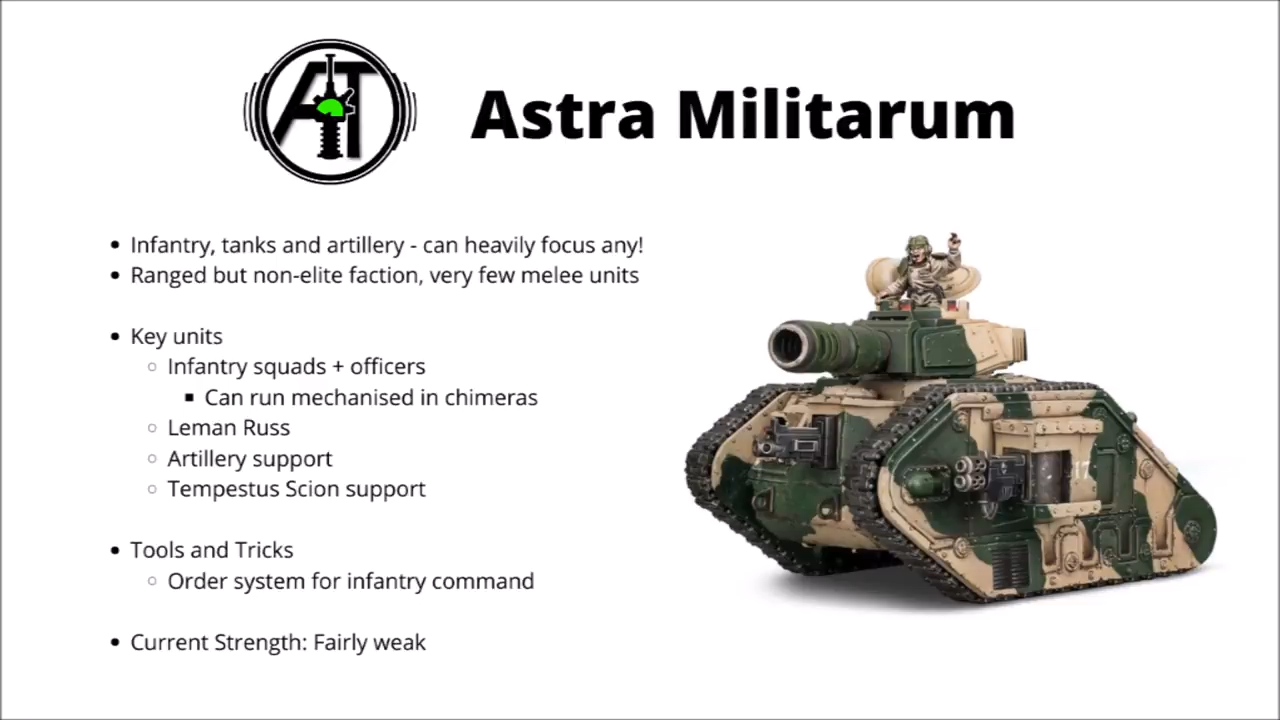 AT
Astra Militarum
• Infantry, tanks and artillery - can heavily focus any!
• Ranged but non-elite faction, very few melee units
• Key units
○ Infantry squads + officers
▪ Can run mechanised in chimeras
○ Leman Russ
○ Artillery support
○ Tempestus Scion support
• Tools and Tricks
○ Order system for infantry command
• Current Strength: Fairly weak